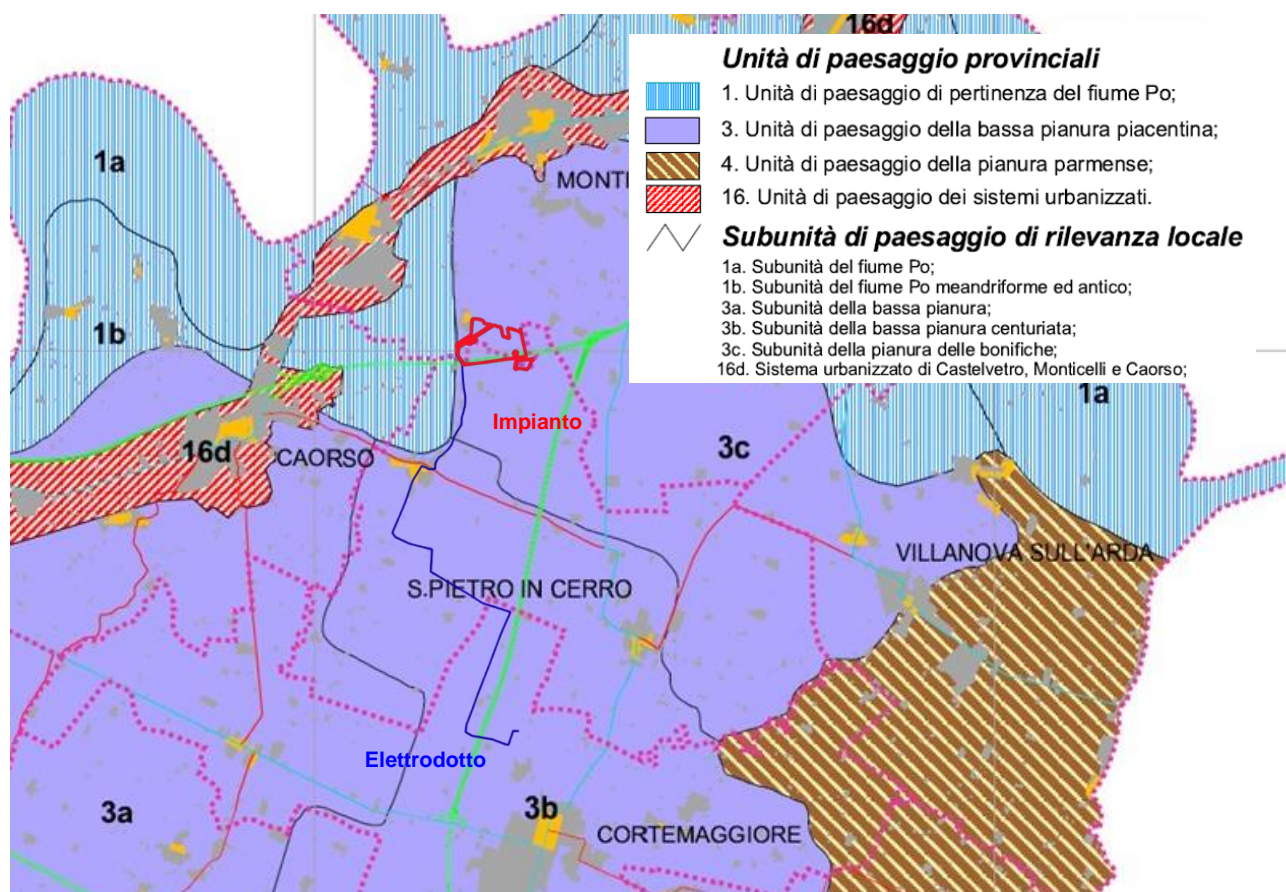 16d
Unità di paesaggio provinciali
1. Unità di paesaggio di pertinenza del fiume Po;
3. Unità di paesaggio della bassa pianura piacentina;
4. Unità di paesaggio della pianura parmense;
16. Unità di paesaggio dei sistemi urbanizzati.
Subunità di paesaggio di rilevanza locale
1a. Subunità del fiume Po;
1b. Subunità del fiume Po meandriforme ed antico;
3a. Subunità della bassa pianura;
3b. Subunità della bassa pianura centuriata;
3c. Subunità della pianura delle bonifiche;
16d. Sistema urbanizzato di Castelvetro, Monticelli e Caorso;
1a
MONTI
1b
1a
Impianto
16d
CAORSO
3c
VILLANOVA SULL'ARDA
S.PIETRO IN CERRO
Elettrodotto
3a
3b
CORTEMAGGIORE